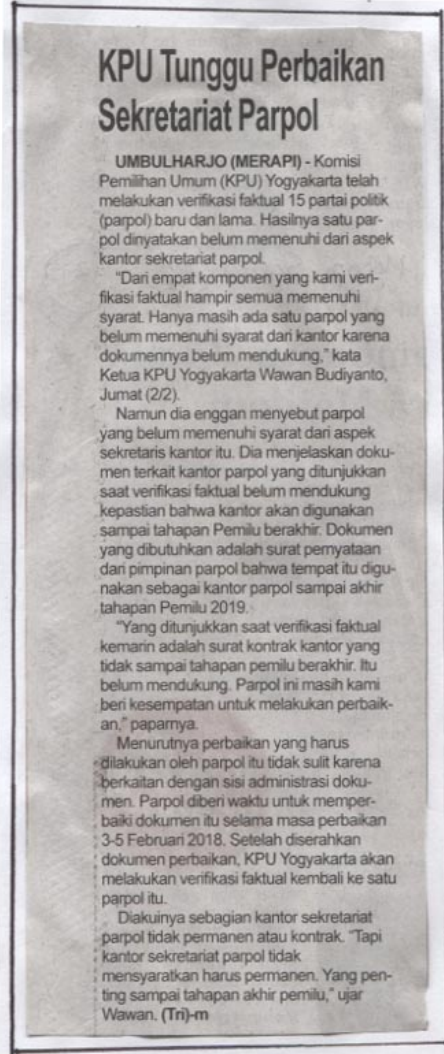 KPU Tunggu Perbaikan
Sekretariat Parpol
UMBULHARJO (MERAPI) - Komisi
Pemilihan Umum (KPU) Yogyakarta telah
melakukan verifikasi faktual 15 partai politik
(parpol) baru dan lama. Hasilnya satu par-
pol dinyatakan belum memenuhi dari aspek
kantor sekretariat parpol.
"Dari empat komponen yang kami veri-
fikasi faktual hampir semua memenuhi
syarat. Hanya masih ada satu parpol yang
belum memenuhi syarat dari kantor karena
dokumennya belum mendukung," kata
Ketua KPU Yogyakarta Wawan Budiyanto,
Jumat (2/2).
Namun dia enggan menyebut parpol
yang belum memenuhi syarat dari aspek
sekretaris kantor itu. Dia menjelaskan doku-
men terkait kantor parpol yang ditunjukkan
saat verifikasi faktual belum mendukung
kepastian bahwa kantor akan digunakan
sampai tahapan Pemilu berakhir. Dokumen
yang dibutuhkan adalah surat pernyataan
dari pimpinan parpol bahwa tempat itu digu-
nakan sebagai kantor parpol sampai akhir
tahapan Pemilu 2019.
"Yang ditunjukkan saat verifikasi faktual
kemarin adalah surat kontrak kantor yang
tidak sampai tahapan pemilu berakhir. Itu
belum mendukung. Parpol ini masih kami
beri kesempatan untuk melakukan perbaik-
an," paparnya.
Menurutnya perbaikan yang harus
dilakukan oleh parpol itu tidak sulit karena
berkaitan dengan sisi administrasi doku-
men. Parpol diberi waktu untuk memper-
baiki dokumen itu selama masa perbaikan
3-5 Februari 2018. Setelah diserahkan
dokumen perbaikan, KPU Yogyakarta akan
melakukan verifikasi faktual kembali ke satu
parpol itu.
Diakuinya sebagian kantor sekretariat
parpol tidak permanen atau kontrak. "Tapi
kantor sekretariat parpol tidak
mensyaratkan harus permanen. Yang pen-
ting sampai tahapan akhir pemilu," ujar
Wawan. (Tri)-m